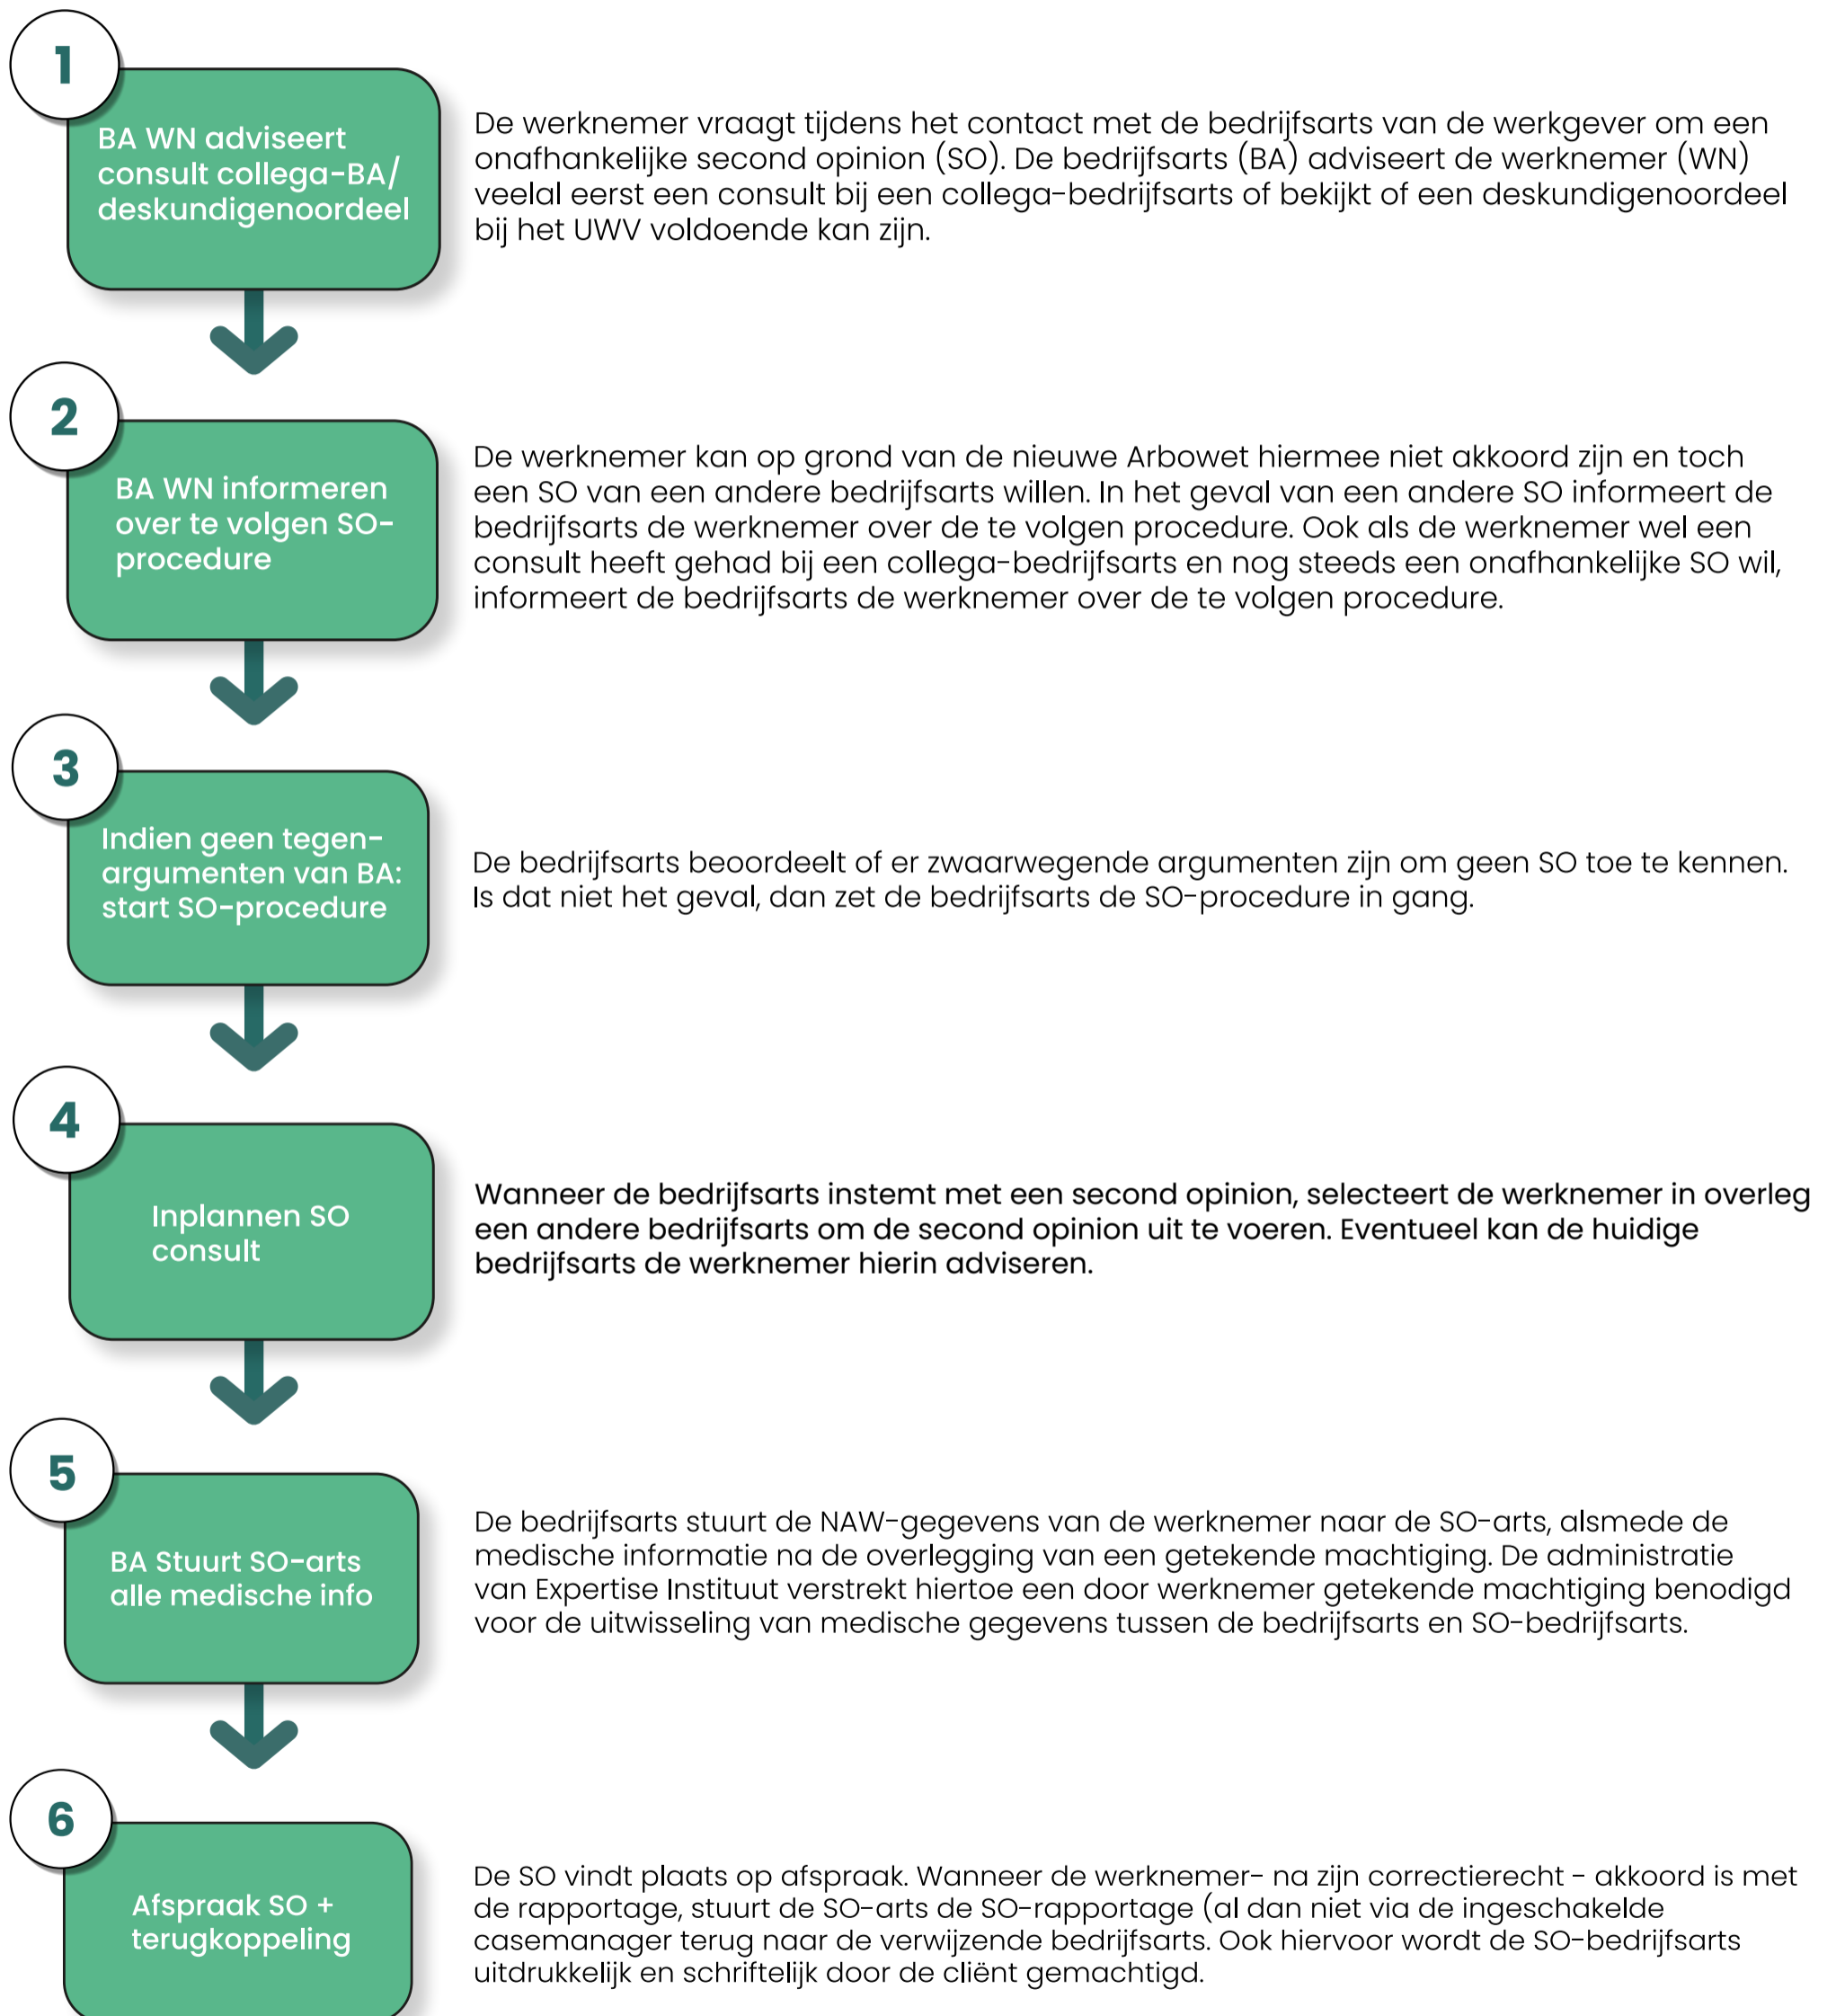 1
BA WN adviseert
consult collega-BA/
deskundigenoordeel
De werknemer vraagt tijdens het contact met de bedrijfsarts van de werkgever om een
onafhankelijke second opinion (SO). De bedrijfsarts (BA) adviseert de werknemer (WN)
veelal eerst een consult bij een collega-bedrijfsarts of bekijkt of een deskundigenoordeel
bij het UWV voldoende kan zijn.
2
BA WN informeren
over te volgen SO-
procedure
De werknemer kan op grond van de nieuwe Arbowet hiermee niet akkoord zijn en toch
een SO van een andere bedrijfsarts willen. In het geval van een andere SO informeert de
bedrijfsarts de werknemer over de te volgen procedure. Ook als de werknemer wel een
consult heeft gehad bij een collega-bedrijfsarts en nog steeds een onafhankelijke SO wil,
informeert de bedrijfsarts de werknemer over de te volgen procedure.
3
Indien geen tegen-
argumenten van BA:
start SO-procedure
De bedrijfsarts beoordeelt of er zwaarwegende argumenten zijn om geen SO toe te kennen.
Is dat niet het geval, dan zet de bedrijfsarts de SO-procedure in gang.
4
Inplannen SO
consult
Wanneer de bedrijfsarts instemt met een second opinion, selecteert de werknemer in overleg
een andere bedrijfsarts om de second opinion uit te voeren. Eventueel kan de huidige
bedrijfsarts de werknemer hierin adviseren.
5
BA Stuurt SO-arts
alle medische info
De bedrijfsarts stuurt de NAW-gegevens van de werknemer naar de SO-arts, alsmede de
medische informatie na de overlegging van een getekende machtiging. De administratie
van Expertise Instituut verstrekt hiertoe een door werknemer getekende machtiging benodigd
voor de uitwisseling van medische gegevens tussen de bedrijfsarts en SO-bedrijfsarts.
6
Afspraak SO +
terugkoppeling
De SO vindt plaats op afspraak. Wanneer de werknemer- na zijn correctierecht - akkoord is met
de rapportage, stuurt de SO-arts de SO-rapportage (al dan niet via de ingeschakelde
casemanager terug naar de verwijzende bedrijfsarts. Ook hiervoor wordt de SO-bedrijfsarts
uitdrukkelijk en schriftelijk door de cliënt gemachtigd.